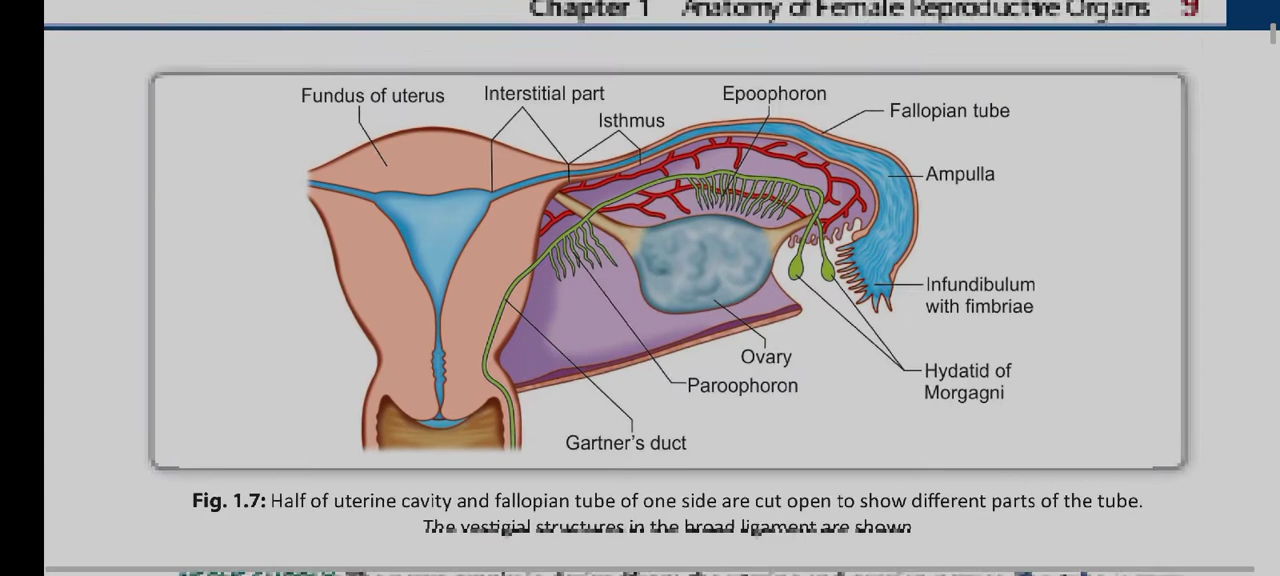 Chapter 1 Anatomy of Female Reproductive Organs 9
Fundus of uterus
Interstitial part
Isthmus
Epoophoron
Fallopian tube
Ampulla
Infundibulum
with fimbriae
Ovary
Paroophoron
Hydatid of
Morgagni
Gartner's duct
Fig. 1.7: Half of uterine cavity and fallopian tube of one side are cut open to show different parts of the tube.
The vestigial structures in the broad ligament are shown